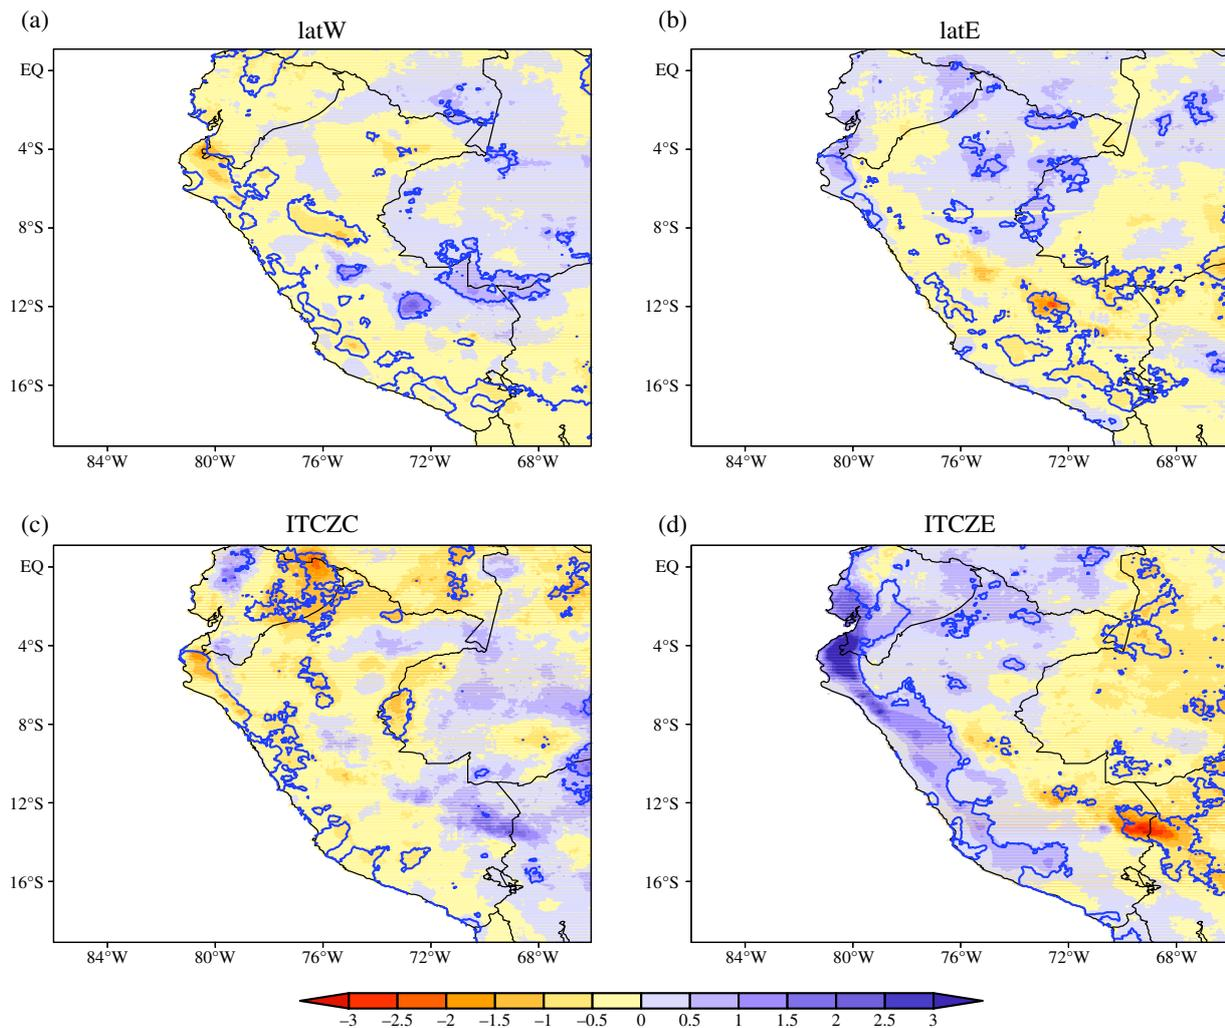 (a) latW
EQ
4°S
8°S
12°S
16°S
84°W 80°W 76°W 72°W 68°W
(b) latE
EQ
4°S
8°S
12°S
16°S
84°W 80°W 76°W 72°W 68°W
(c) ITCZC
EQ
4°S
8°S
12°S
16°S
84°W 80°W 76°W 72°W 68°W
(d) ITCZE
EQ
4°S
8°S
12°S
16°S
84°W 80°W 76°W 72°W 68°W
−3 −2.5 −2 −1.5 −1 −0.5 0 0.5 1 1.5 2 2.5 3